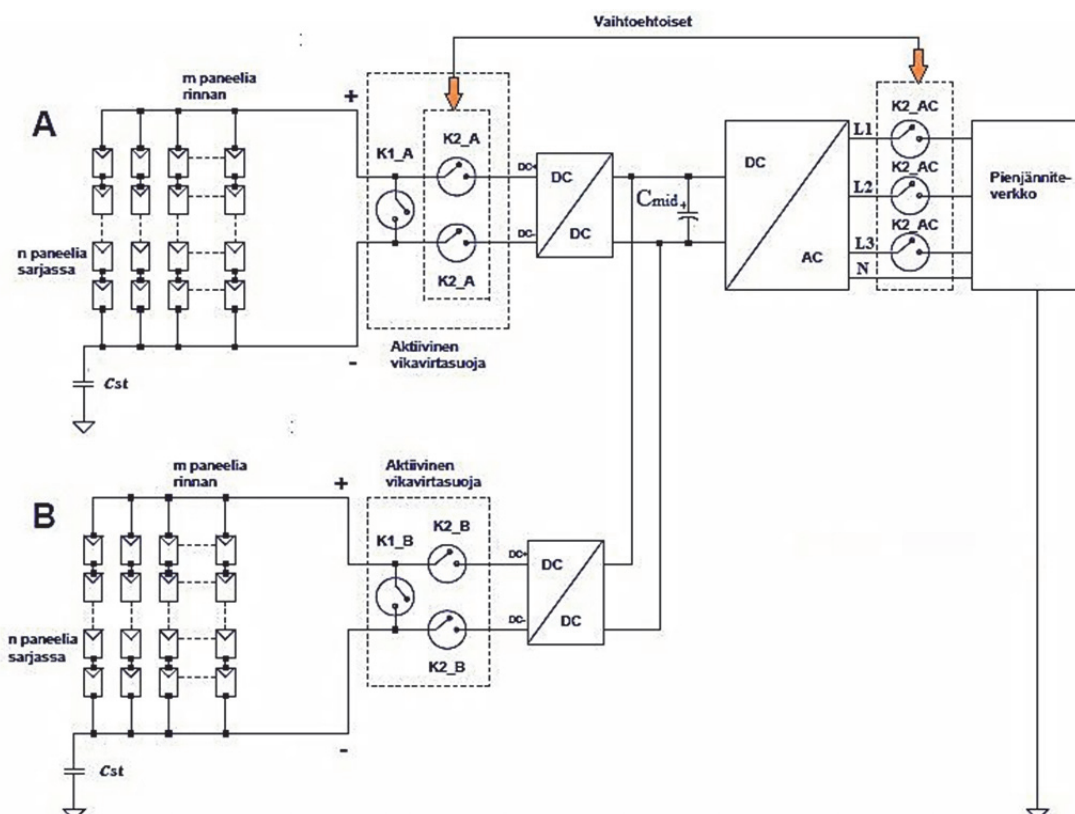 Vaihtoehtoiset
m paneelia
rinnan
A
+
K1_A
K2_A
K2_A
n paneelia
sarjassa
-
Aktiivinen
vikavirtasuoja
Cst
DC+
DC-
DC
DC
Cmid
+
DC
AC
L1
L2
L3
N
K2_AC
K2_AC
K2_AC
Pienjännite-
verkko
m paneelia
rinnan
B
+
Aktiivinen
vikavirtasuoja
K1_B
K2_B
K2_B
n paneelia
sarjassa
-
Cst
DC+
DC-
DC
DC